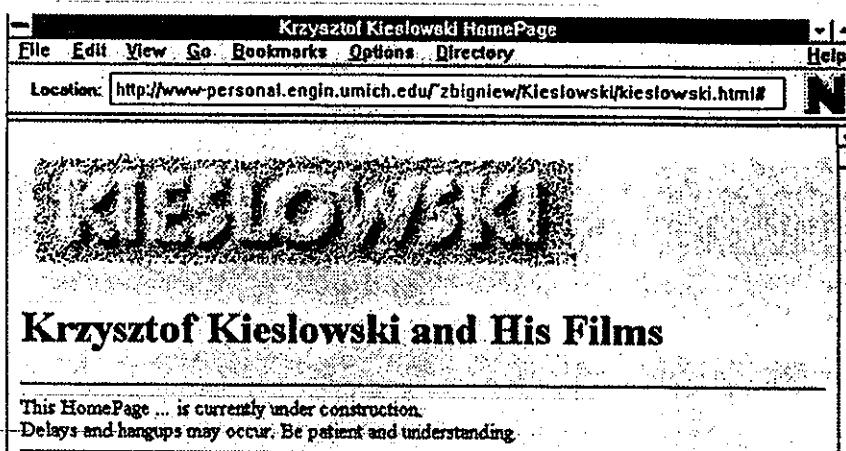 Krzysztof Kieslowski HomePage
File Edit View Go Bookmarks Options Directory Help
Location: http://www-personal.engin.umich.edu/~zbigniew/Kieslowski/kieslowski.html#
N
KIESLOWSKI
Krzysztof Kieslowski and His Films
This HomePage ... is currently under construction.
Delays and hangups may occur. Be patient and understanding.